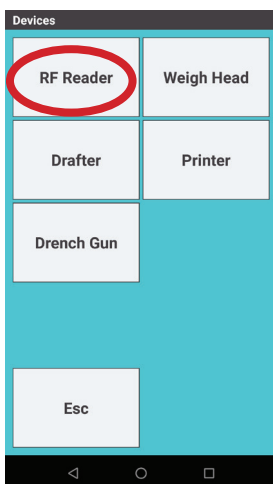 Devices
RF Reader
Weigh Head
Drafter
Printer
Drench Gun
Esc